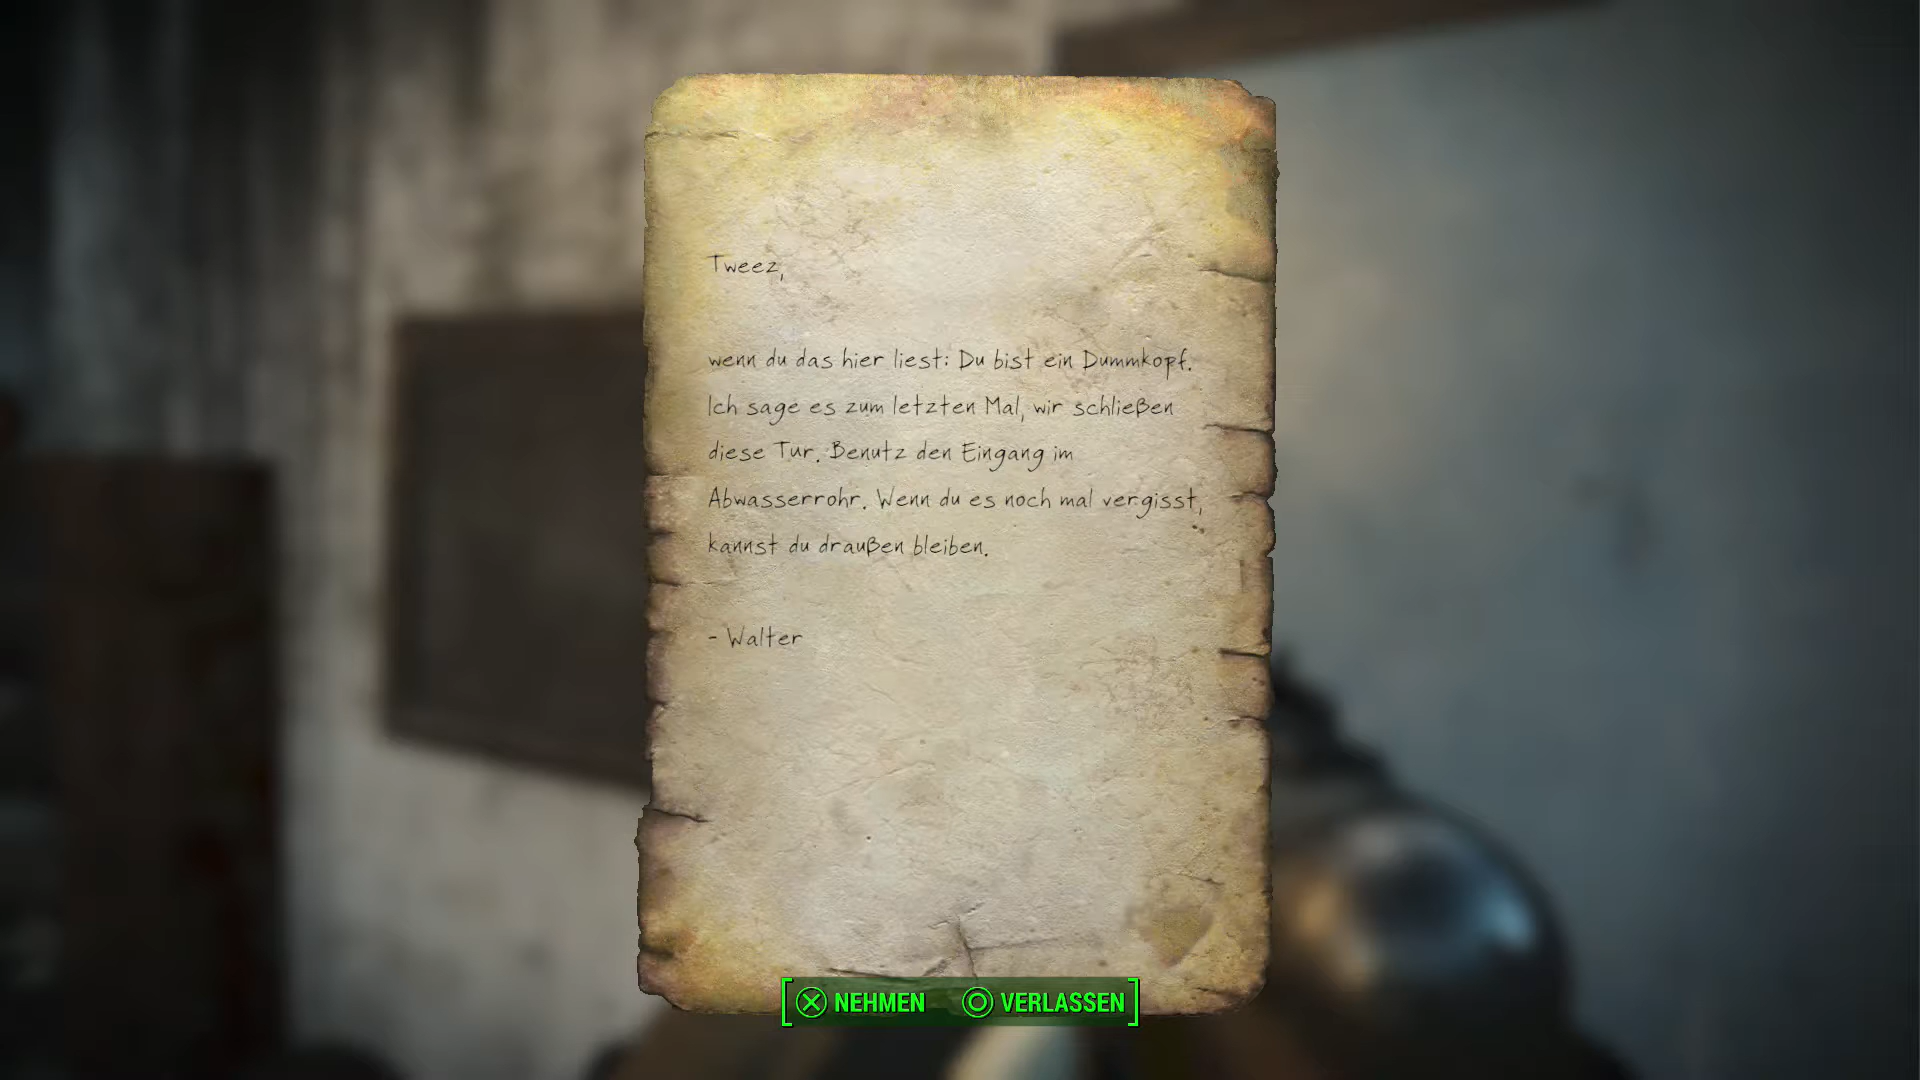 Tweez,
wenn du das hier liest: Du bist ein Dummkopf.
Ich sage es zum letzten Mal, wir schließen
diese Tur. Benutz den Eingang im
Abwasserrohr. Wenn du es noch mal vergisst,
kannst du draußen bleiben.
- Walter
NEHMEN VERLASSEN